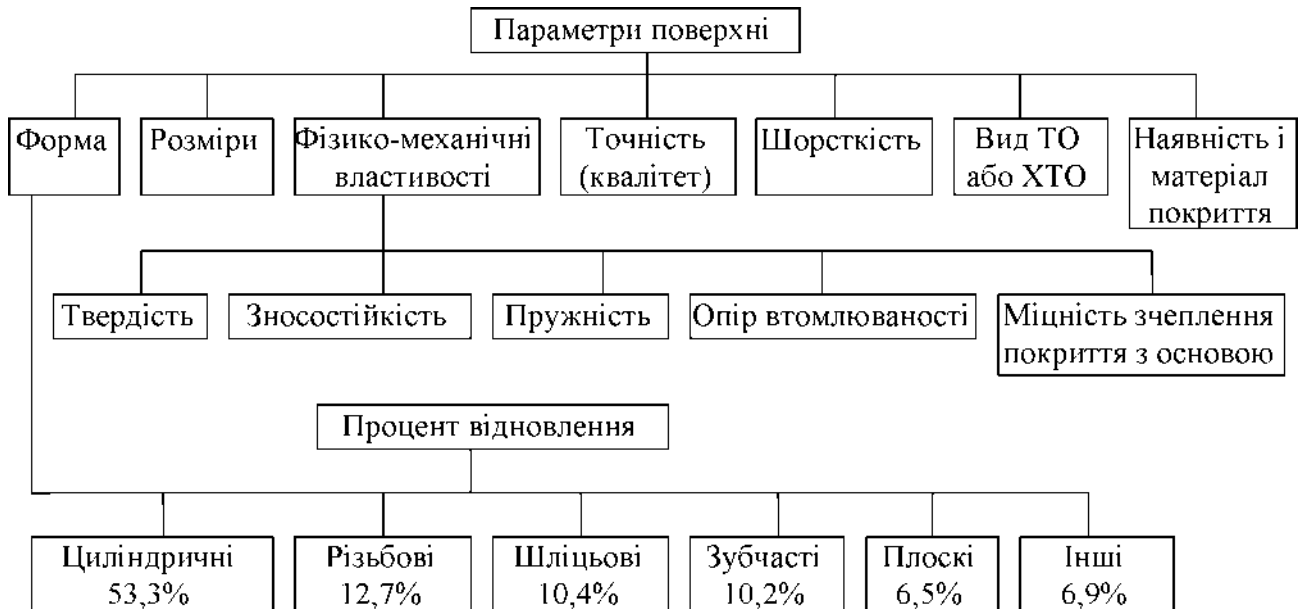 Параметри поверхні
Форма
Розміри
Фізико-механічні
властивості
Точність
(квалітет)
Шорсткість
Вид ТО
або ХТО
Наявність і
матеріал
покриття
Твердість
Зносостійкість
Пружність
Опір втомлюваності
Міцність зчеплення
покриття з основою
Процент відновлення
Циліндричні
53,3%
Різьбові
12,7%
Шліцьові
10,4%
Зубчасті
10,2%
Плоскі
6,5%
Інші
6,9%